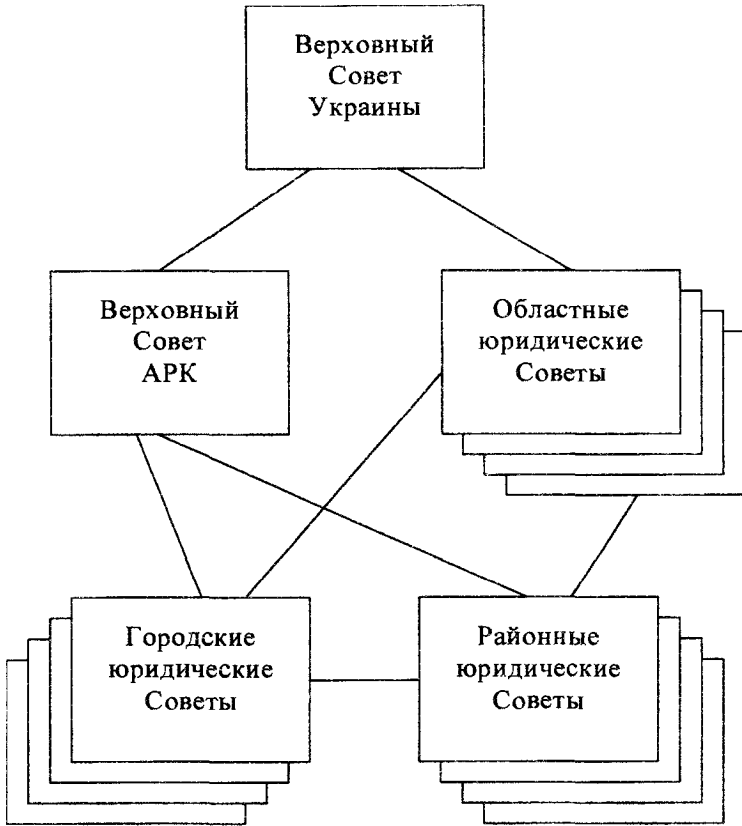 Верховный
Совет
Украины
Верховный
Совет
АРК
Областные
юридические
Советы
Городские
юридические
Советы
Районные
юридические
Советы